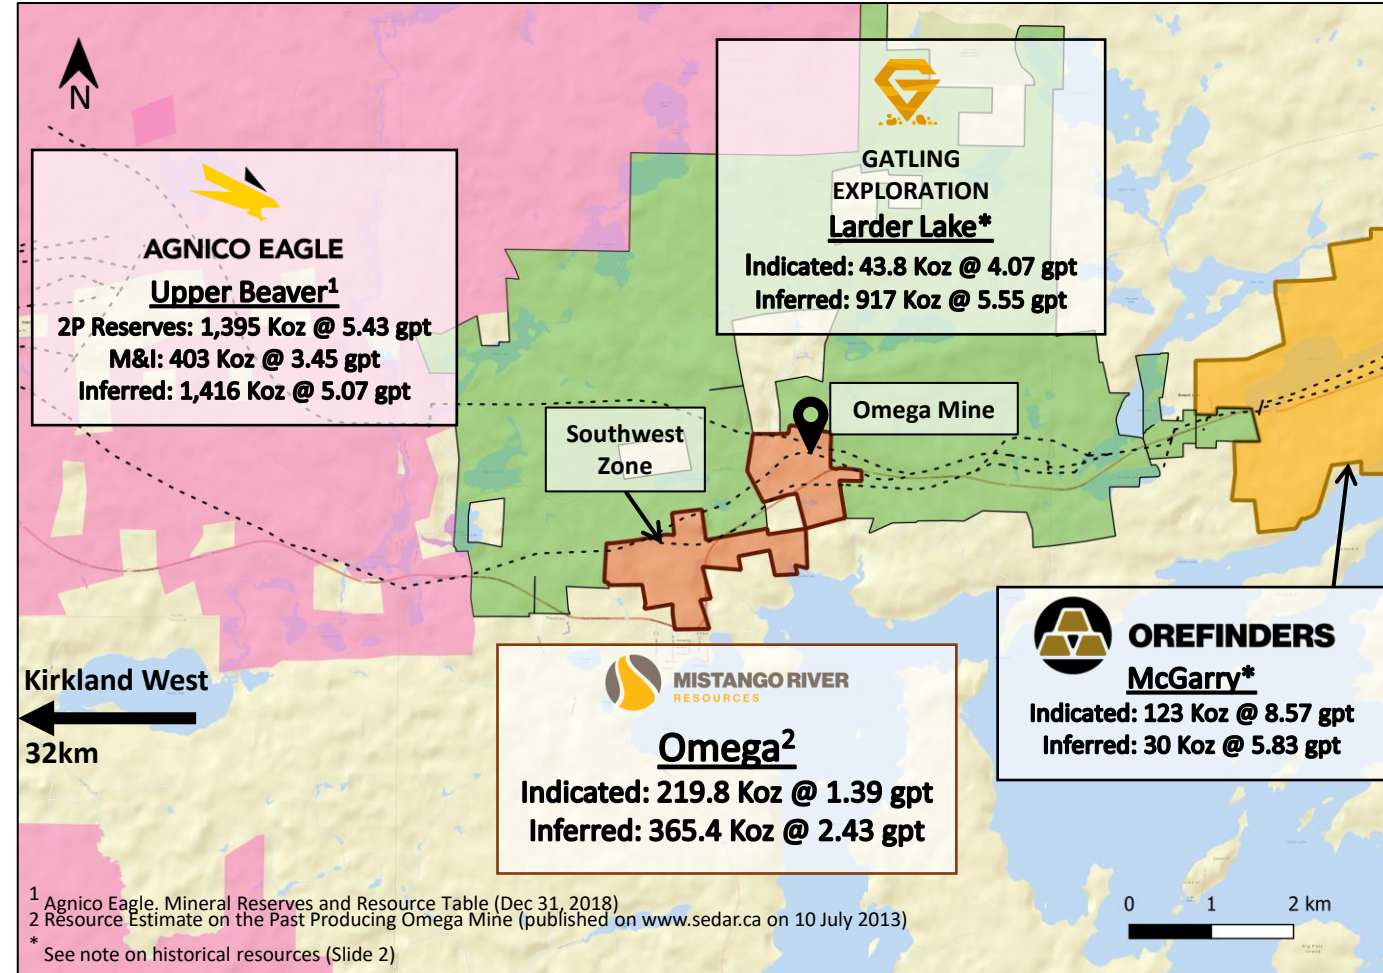 N
AGNICO EAGLE
Upper Beaver1
2P Reserves: 1,395 Koz @ 5.43 gpt
M&I: 403 Koz @ 3.45 gpt
Inferred: 1,416 Koz @ 5.07 gpt
GATLING
EXPLORATION
Larder Lake*
Indicated: 43.8 Koz @ 4.07 gpt
Inferred: 917 Koz @ 5.55 gpt
Omega Mine
Southwest
Zone
OREFINDERS
McGarry*
Indicated: 123 Koz @ 8.57 gpt
Inferred: 30 Koz @ 5.83 gpt
Kirkland West
32km
MISTANGO RIVER
RESOURCES
Omega2
Indicated: 219.8 Koz @ 1.39 gpt
Inferred: 365.4 Koz @ 2.43 gpt
1 Agnico Eagle. Mineral Reserves and Resource Table (Dec 31, 2018)
2 Resource Estimate on the Past Producing Omega Mine (published on www.sedar.ca on 10 July 2013)
* See note on historical resources (Slide 2)
0 1 2 km